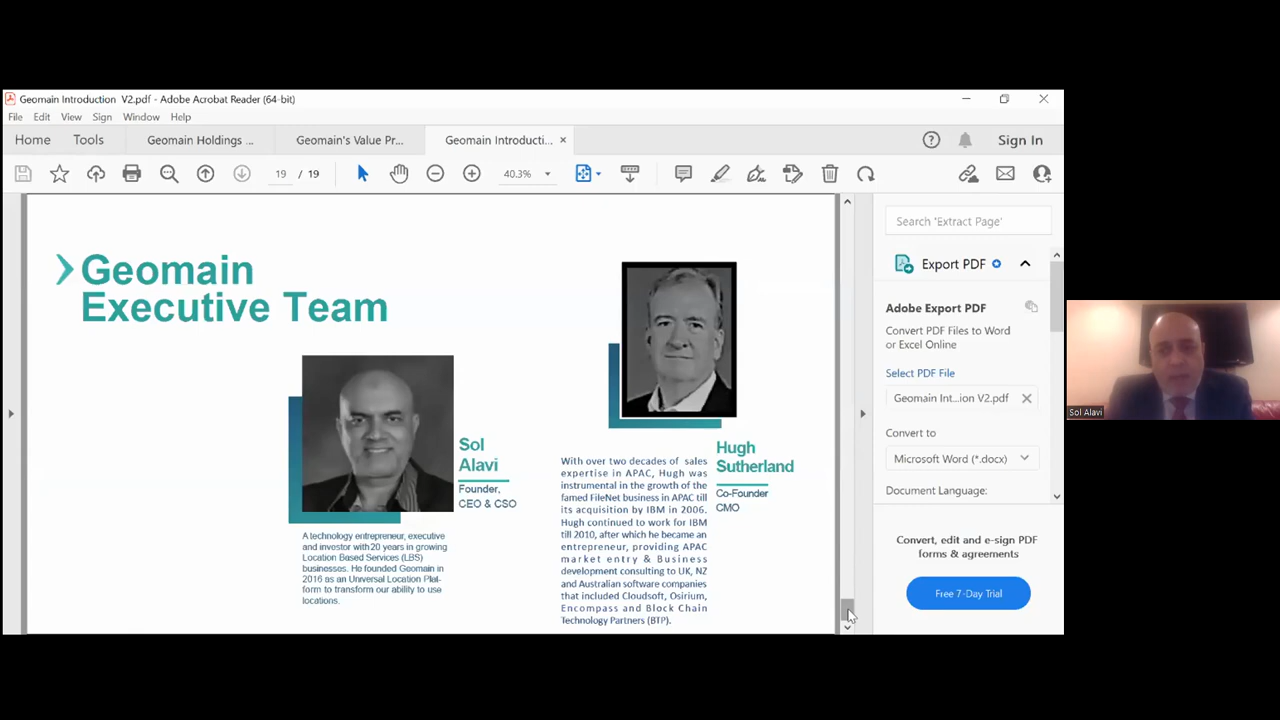 Geomain Introduction V2.pdf - Adobe Acrobat Reader (64-bit)
File Edit View Sign Window Help
Home Tools Geomain Holdings ... Geomain's Value Pr... Geomain Introducti... Sign In
19 / 19 40.3%
Search 'Extract Page'
Export PDF
Adobe Export PDF
Convert PDF Files to Word
or Excel Online
Select PDF File
Geomain Int...ion V2.pdf
Convert to
Microsoft Word (*.docx)
Document Language:
Convert, edit and e-sign PDF
forms & agreements
Free 7-Day Trial
Geomain
Executive Team
Sol
Alavi
Founder,
CEO & CSO
A technology entrepreneur, executive
and investor with 20 years in growing
Location Based Services (LBS)
businesses. He founded Geomain in
2016 as an Universal Location Plat-
form to transform our ability to use
locations.
Hugh
Sutherland
Co-Founder
CMO
With over two decades of sales
expertise in APAC, Hugh was
instrumental in the growth of the
famed FileNet business in APAC till
its acquisition by IBM in 2006.
Hugh continued to work for IBM
till 2010, after which he became an
entrepreneur, providing APAC
market entry & Business
development consulting to UK, NZ
and Australian software companies
that included Cloudsoft, Osirium,
Encompass and Block Chain
Technology Partners (BTP).
Sol Alavi